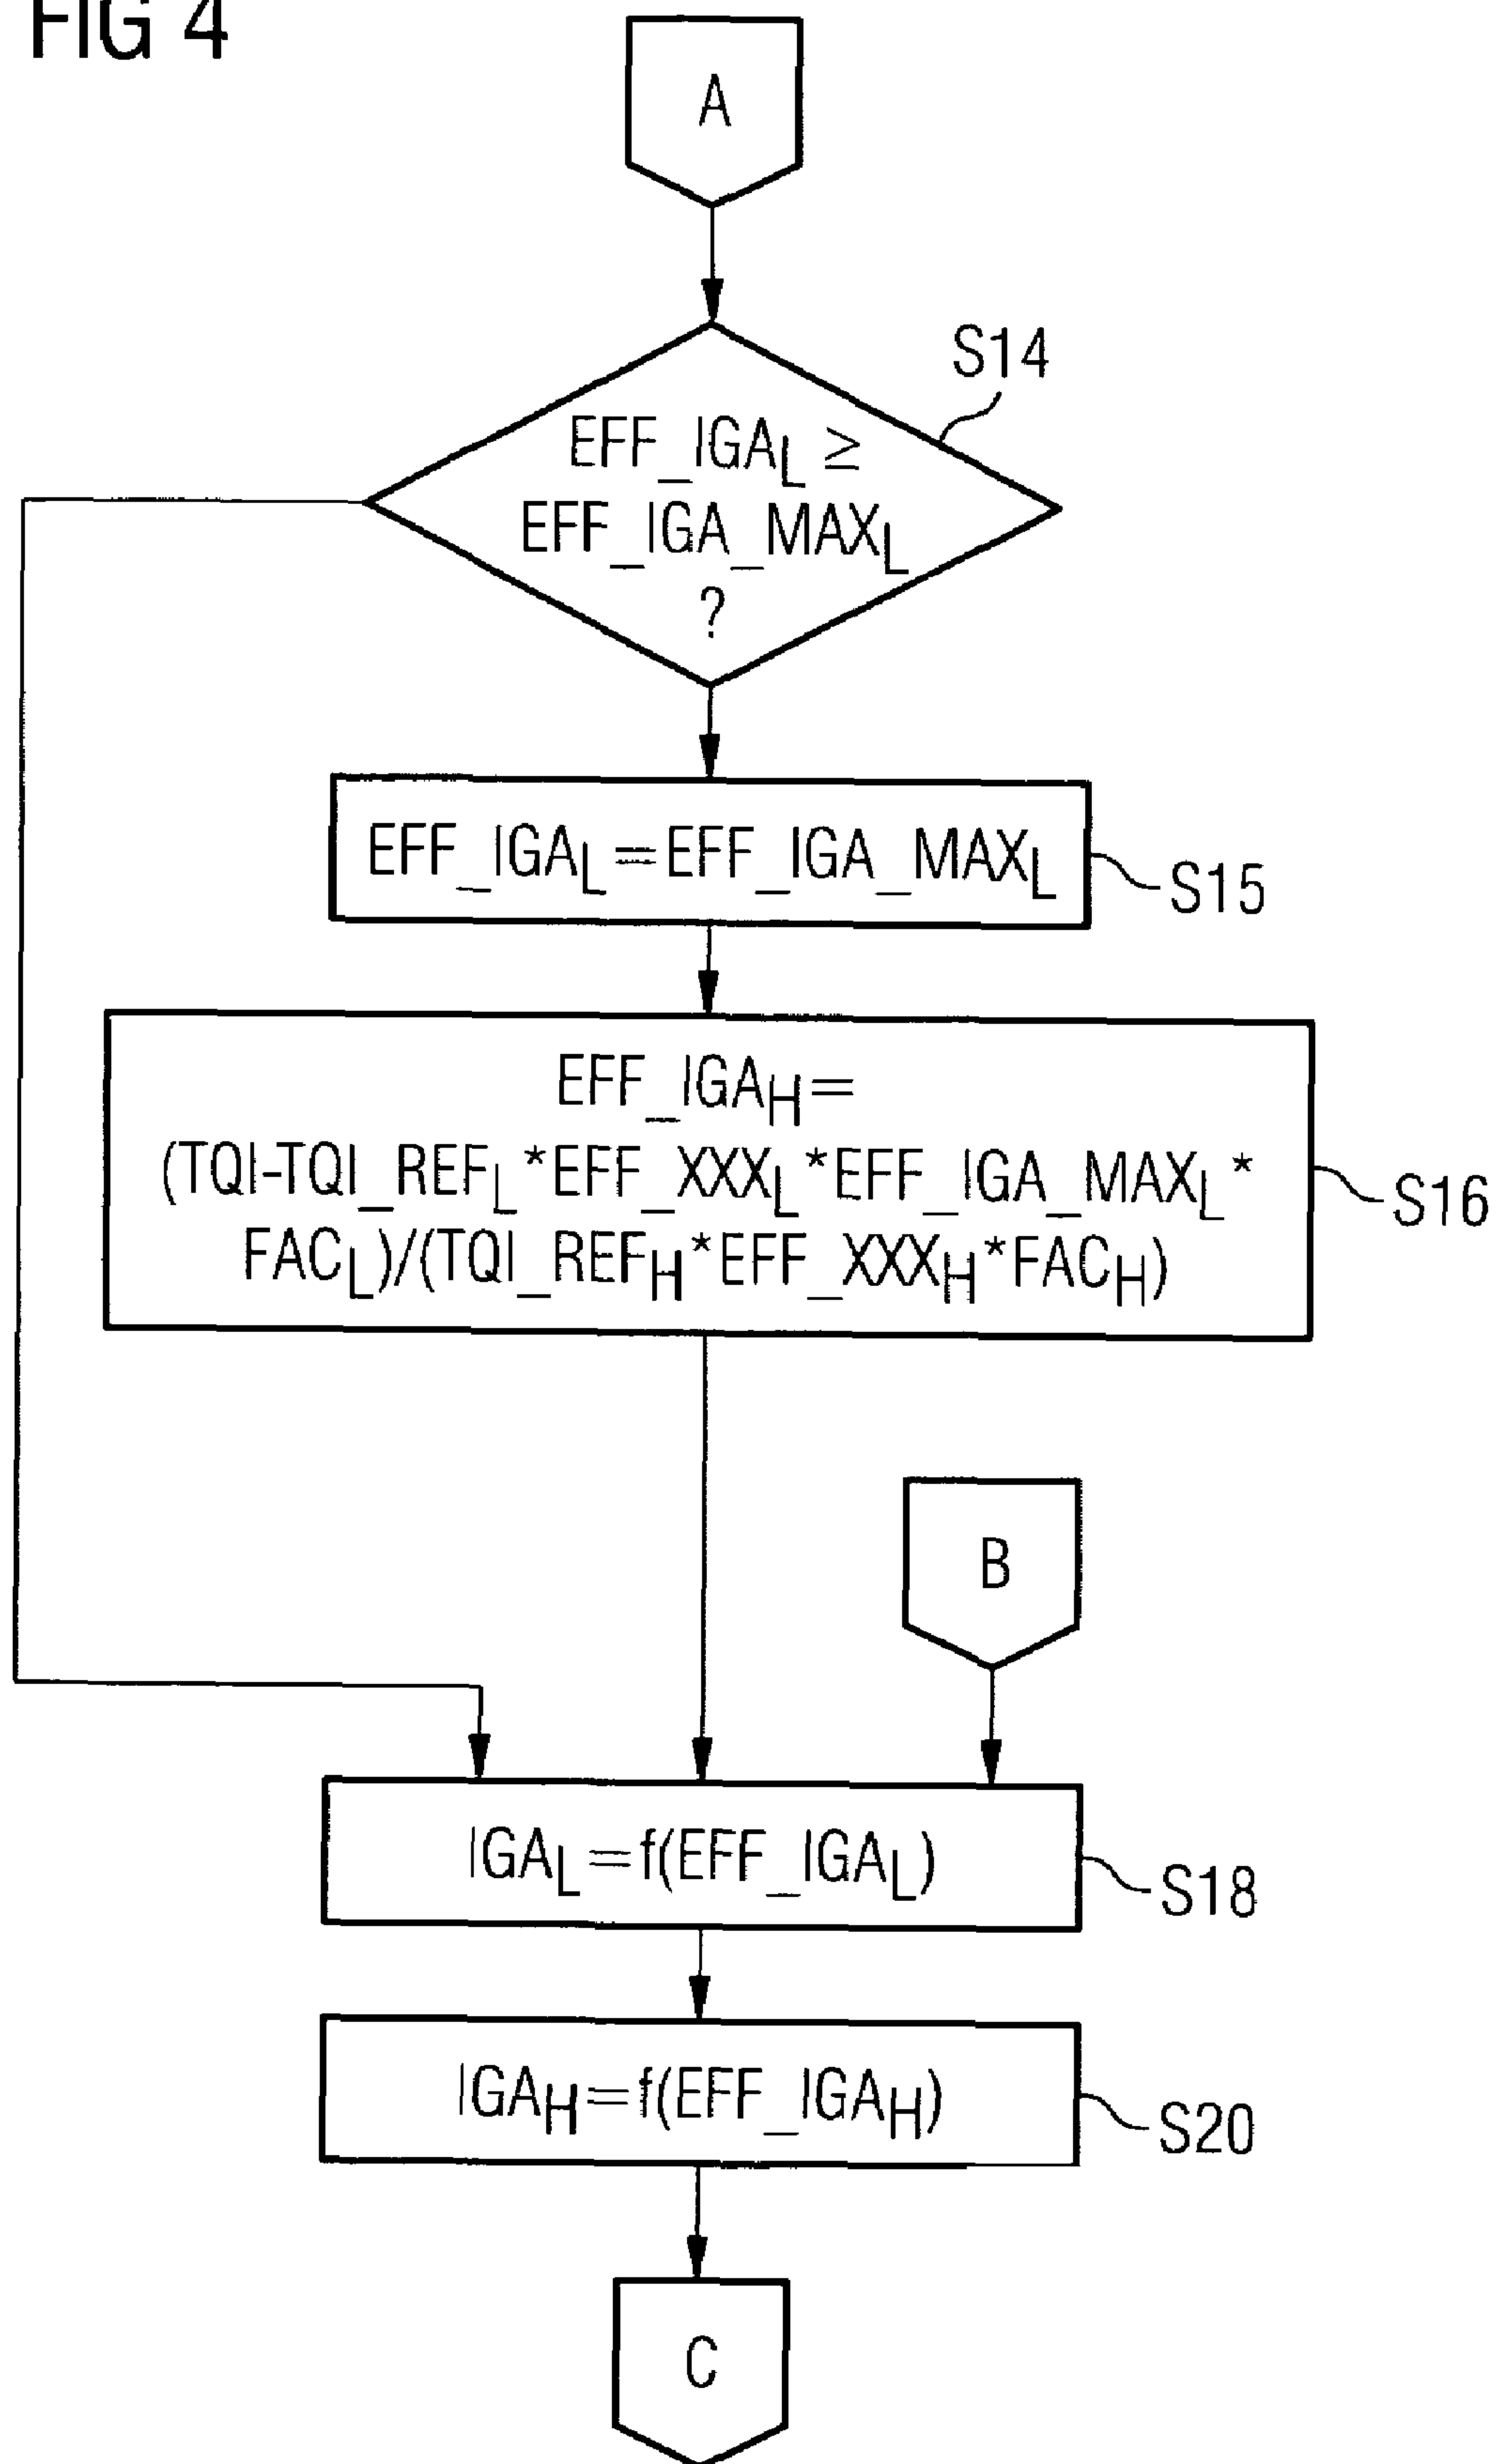 FIG 4
A
S14
EFF_IGAL ≥
EFF_IGA_MAXL
?
EFF_IGAL=EFF_IGA_MAXL
S15
EFF_IGAH=
(TQI-TQI_REFL*EFF_XXXL*EFF_IGA_MAXL*
FACL)/(TQI_REFH*EFF_XXXH*FACH)
S16
B
IGAL=f(EFF_IGAL)
S18
IGAH=f(EFF_IGAH)
S20
C